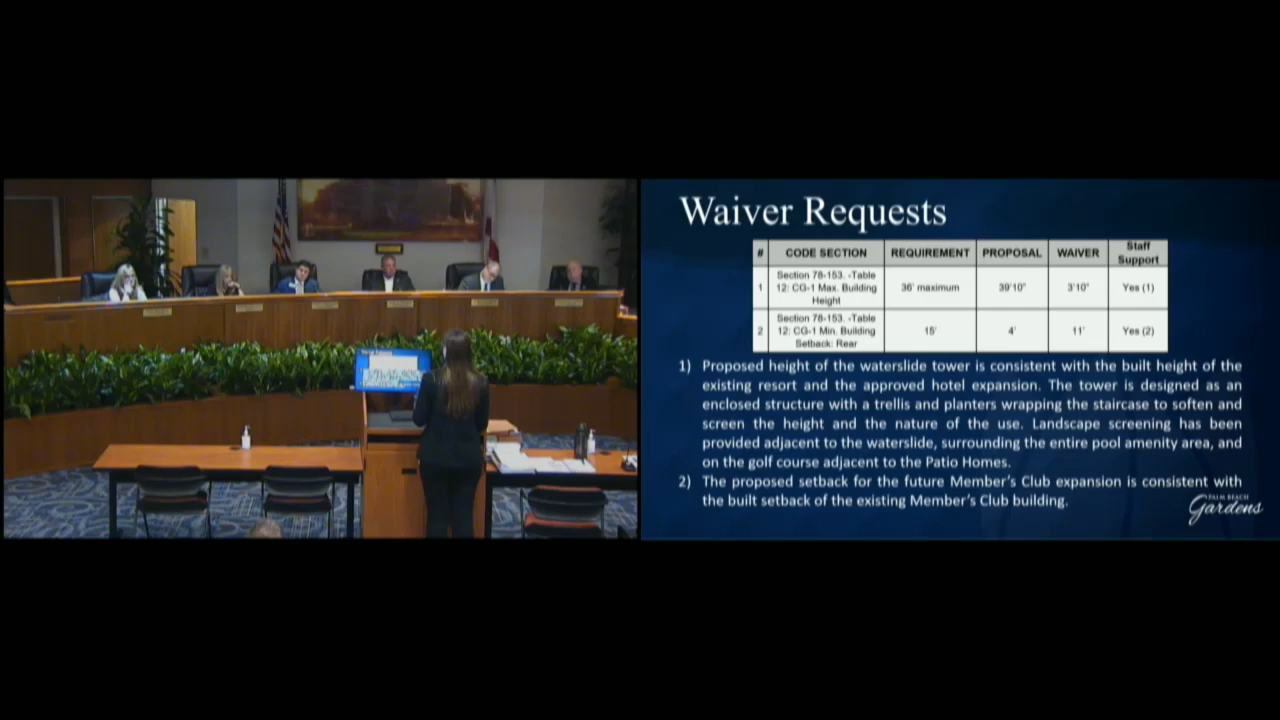 Waiver Requests
# CODE SECTION REQUIREMENT PROPOSAL WAIVER Staff Support
1 Section 78-153. -Table 12: CG-1 Max. Building Height 36' maximum 39'10" 3'10" Yes (1)
2 Section 78-153. -Table 12: CG-1 Min. Building Setback: Rear 15' 4' 11' Yes (2)
1) Proposed height of the waterslide tower is consistent with the built height of the
existing resort and the approved hotel expansion. The tower is designed as an
enclosed structure with a trellis and planters wrapping the staircase to soften and
screen the height and the nature of the use. Landscape screening has been
provided adjacent to the waterslide, surrounding the entire pool amenity area, and
on the golf course adjacent to the Patio Homes.
2) The proposed setback for the future Member's Club expansion is consistent with
the built setback of the existing Member's Club building.
PALM BEACH
Gardens